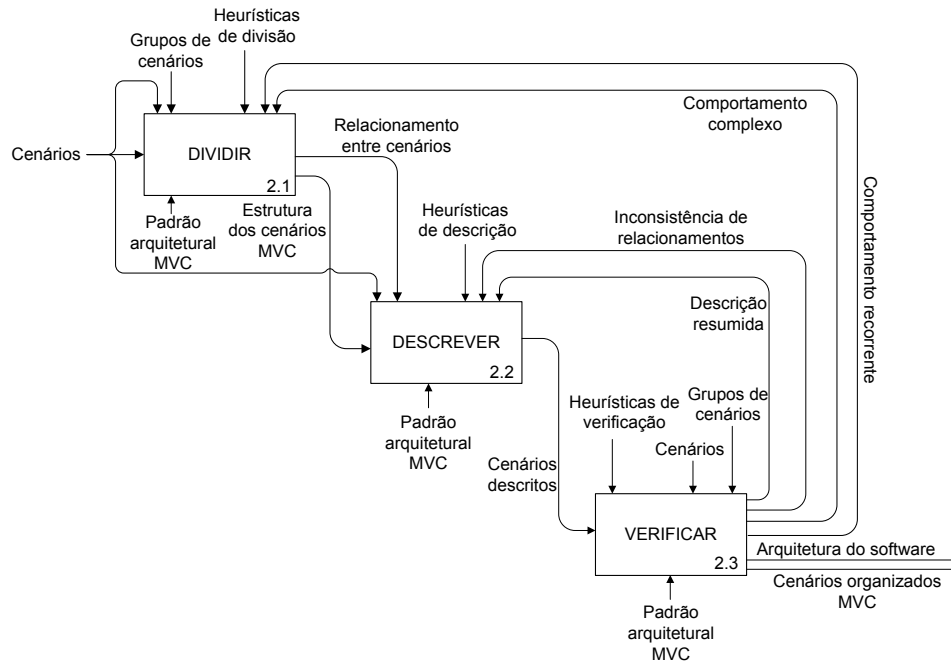 Heurísticas
de divisão
Grupos de
cenários
Comportamento
complexo
Cenários
DIVIDIR
2.1
Relacionamento
entre cenários
Padrão
arquitetural
MVC
Estrutura
dos cenários
MVC
Heurísticas
de descrição
Inconsistência de
relacionamentos
Comportamento recorrente
Descrição
resumida
DESCREVER
2.2
Padrão
arquitetural
MVC
Heurísticas de
verificação
Grupos de
cenários
Cenários
Cenários
descritos
VERIFICAR
2.3
Arquitetura do software
Cenários organizados
MVC
Padrão
arquitetural
MVC